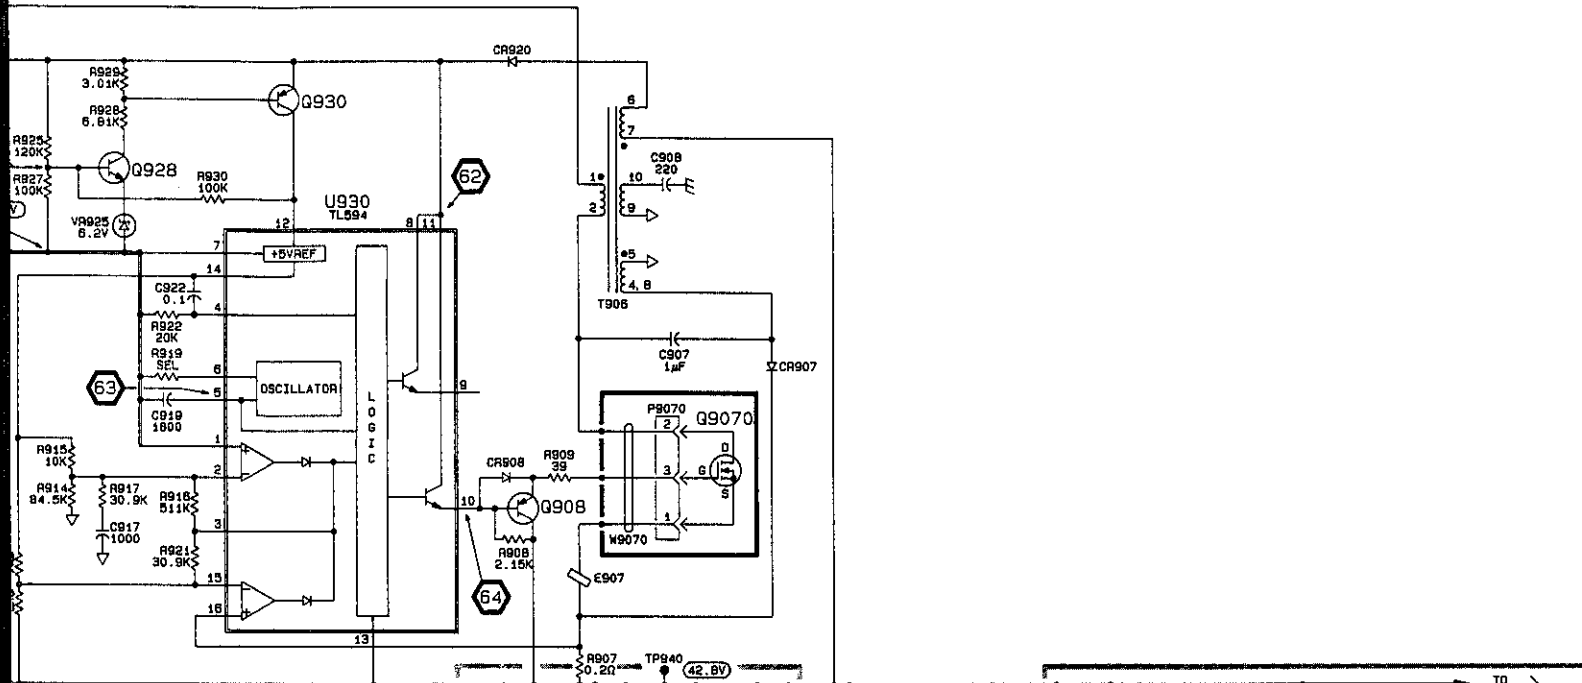 CR920
R929
3.01K
Q930
R928
6.81K
R925
120K
Q928
R927
100K
R930
100K
62
U930
TL594
VR925
6.2V
V
12
8
11
7
+5VREF
14
C922
0.1
4
R922
20K
R919
SEL
6
63
5
OSCILLATOR
C919
1800
9
LOGIC
1
R915
10K
2
R914
84.5K
R917
30.9K
R916
511K
C917
1000
3
R921
30.9K
10
15
16
13
64
CR908
R909
39
Q908
R908
2.15K
6
7
C908
220
1
10
2
9
5
4,8
T906
C907
1µF
CR907
P9070
Q9070
2
D
3
G
S
1
W9070
E907
R907
0.2Ω
TP940
42.8V
TO